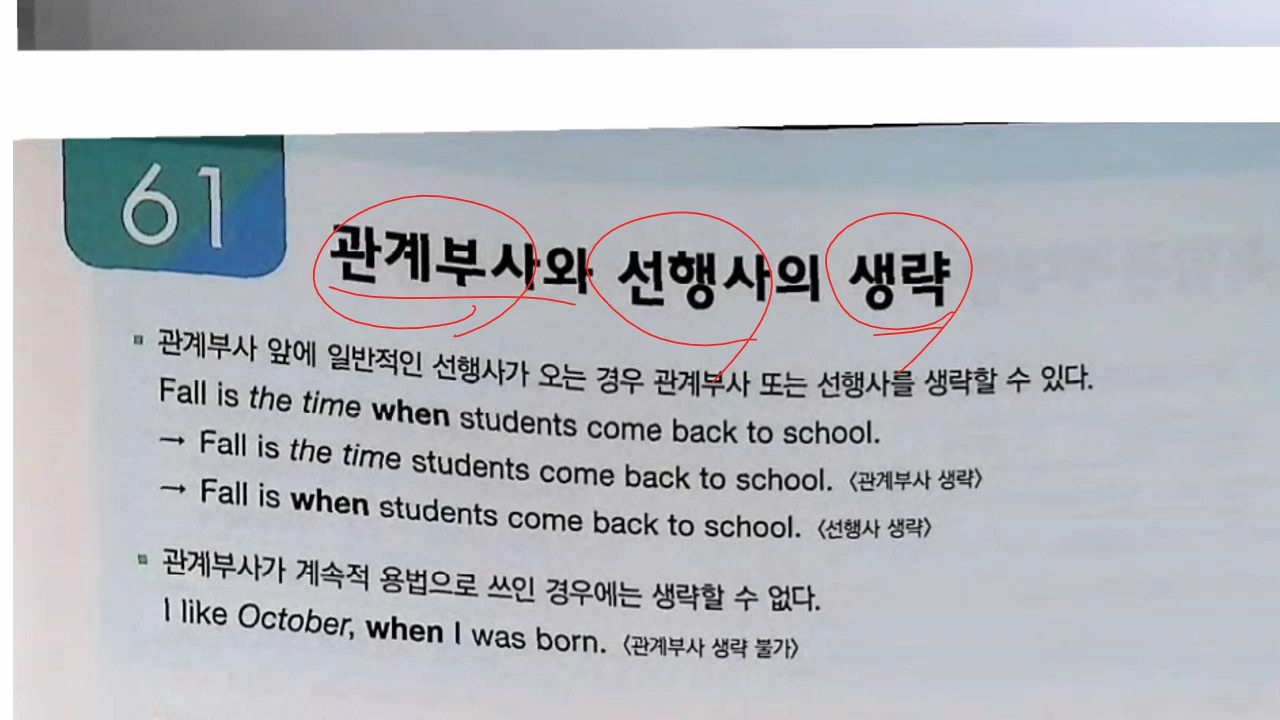 61
관계부사와 선행사의 생략
▪ 관계부사 앞에 일반적인 선행사가 오는 경우 관계부사 또는 선행사를 생략할 수 있다.
Fall is the time when students come back to school.
→ Fall is the time students come back to school. 〈관계부사 생략〉
→ Fall is when students come back to school. 〈선행사 생략〉
▪ 관계부사가 계속적 용법으로 쓰인 경우에는 생략할 수 없다.
I like October, when I was born. 〈관계부사 생략 불가〉